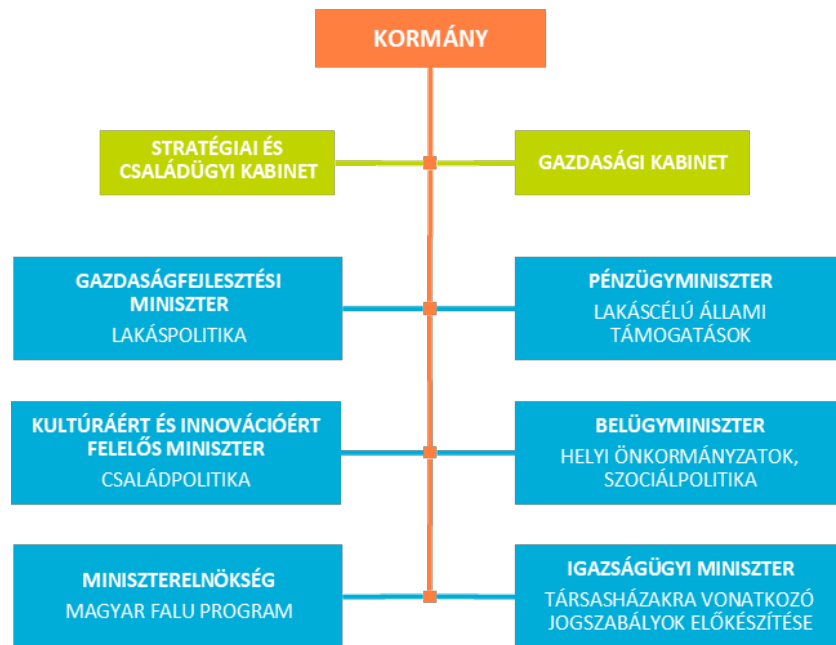 KORMÁNY
STRATÉGIAI ÉS
CSALÁDÜGYI KABINET
GAZDASÁGI KABINET
GAZDASÁGFEJLESZTÉSI
MINISZTER
LAKÁSPOLITIKA
PÉNZÜGYMINISZTER
LAKÁSCÉLÚ ÁLLAMI
TÁMOGATÁSOK
KULTÚRÁÉRT ÉS INNOVÁCIÓÉRT
FELELŐS MINISZTER
CSALÁDPOLITIKA
BELÜGYMINISZTER
HELYI ÖNKORMÁNYZATOK,
SZOCIÁLPOLITIKA
MINISZTERELNÖKSÉG
MAGYAR FALU PROGRAM
IGAZSÁGÜGYI MINISZTER
TÁRSASHÁZAKRA VONATKOZÓ
JOGSZABÁLYOK ELŐKÉSZÍTÉSE